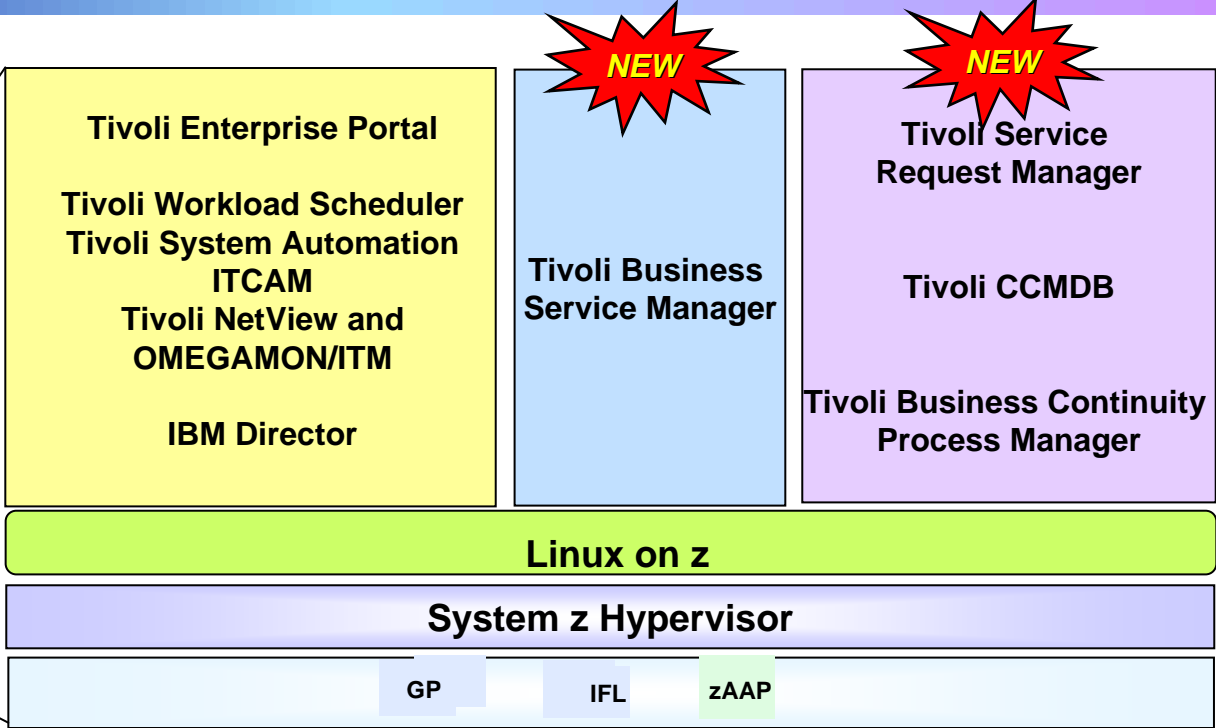 NEW
NEW
Tivoli Enterprise Portal
Tivoli Workload Scheduler
Tivoli System Automation
ITCAM
Tivoli NetView and
OMEGAMON/ITM
IBM Director
Tivoli Business
Service Manager
Tivoli Service
Request Manager
Tivoli CCMDB
Tivoli Business Continuity
Process Manager
Linux on z
System z Hypervisor
GP
IFL
zAAP